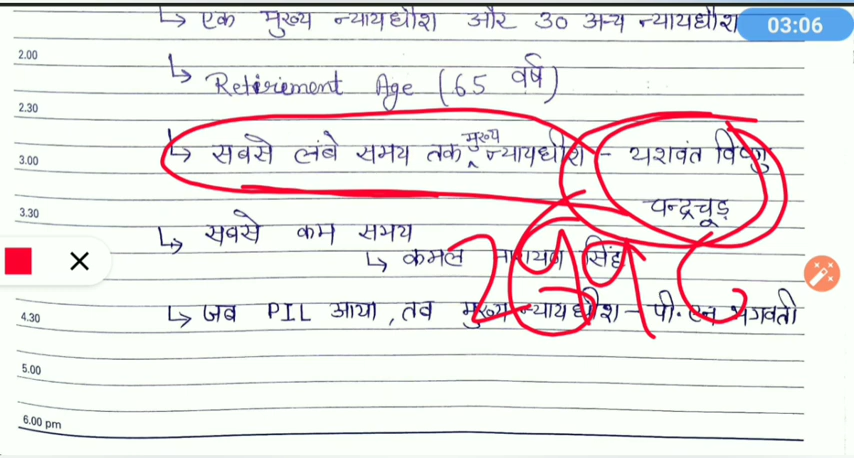 ↳ एक मुख्य न्यायधीश और 30 अन्य न्यायधीश
03:06
2.00
↳ Retirement Age (65 वर्ष)
2.30
↳ सबसे लंबे समय तक ^मुख्य न्यायधीश - यशवंत विष्णु
3.00
चन्द्रचूड़
3.30
↳ सबसे कम समय
↳ कमल नारायण सिंह
↳ जब PIL आया, तब मुख्य न्यायधीश - पी. एन भगवती
4.30
5.00
6.00 pm